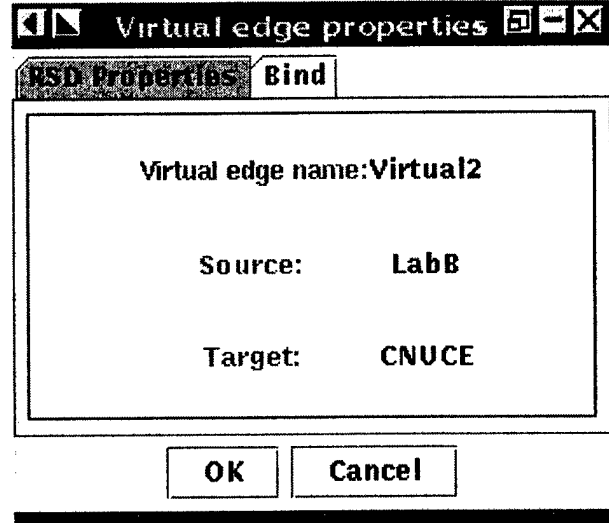 Virtual edge properties
RSD Properties Bind
Virtual edge name:Virtual2
Source: LabB
Target: CNUCE
OK Cancel